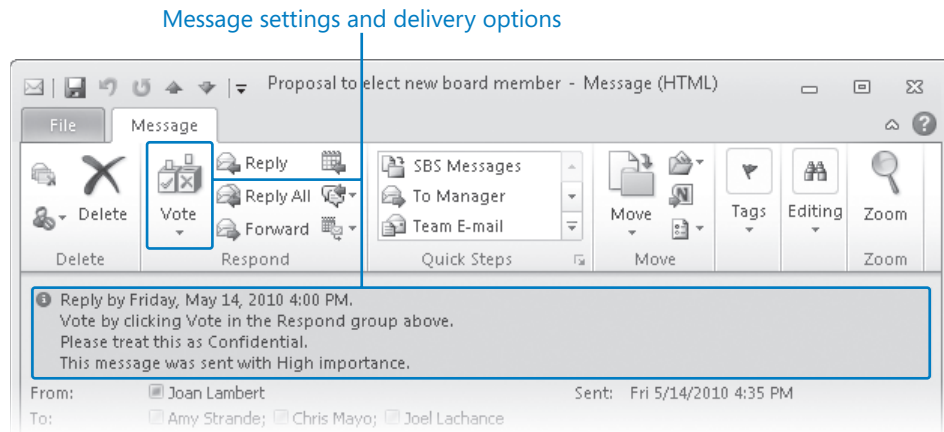 Message settings and delivery options
Proposal to elect new board member - Message (HTML)
File Message
Delete
Vote
Reply
Reply All
Forward
SBS Messages
To Manager
Team E-mail
Move
Tags
Editing
Zoom
Delete Respond Quick Steps Move Zoom
Reply by Friday, May 14, 2010 4:00 PM.
Vote by clicking Vote in the Respond group above.
Please treat this as Confidential.
This message was sent with High importance.
From: Joan Lambert Sent: Fri 5/14/2010 4:35 PM
To: Amy Strande; Chris Mayo; Joel Lachance